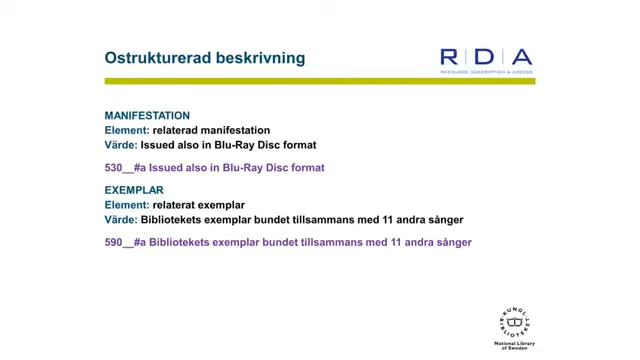 Ostrukturerad beskrivning
R D A
RESOURCE DESCRIPTION & ACCESS
MANIFESTATION
Element: relaterad manifestation
Värde: Issued also in Blu-Ray Disc format
530__#a Issued also in Blu-Ray Disc format
EXEMPLAR
Element: relaterat exemplar
Värde: Bibliotekets exemplar bundet tillsammans med 11 andra sånger
590__#a Bibliotekets exemplar bundet tillsammans med 11 andra sånger
KUNGL.
BIBLIOTEKET
National Library
of Sweden